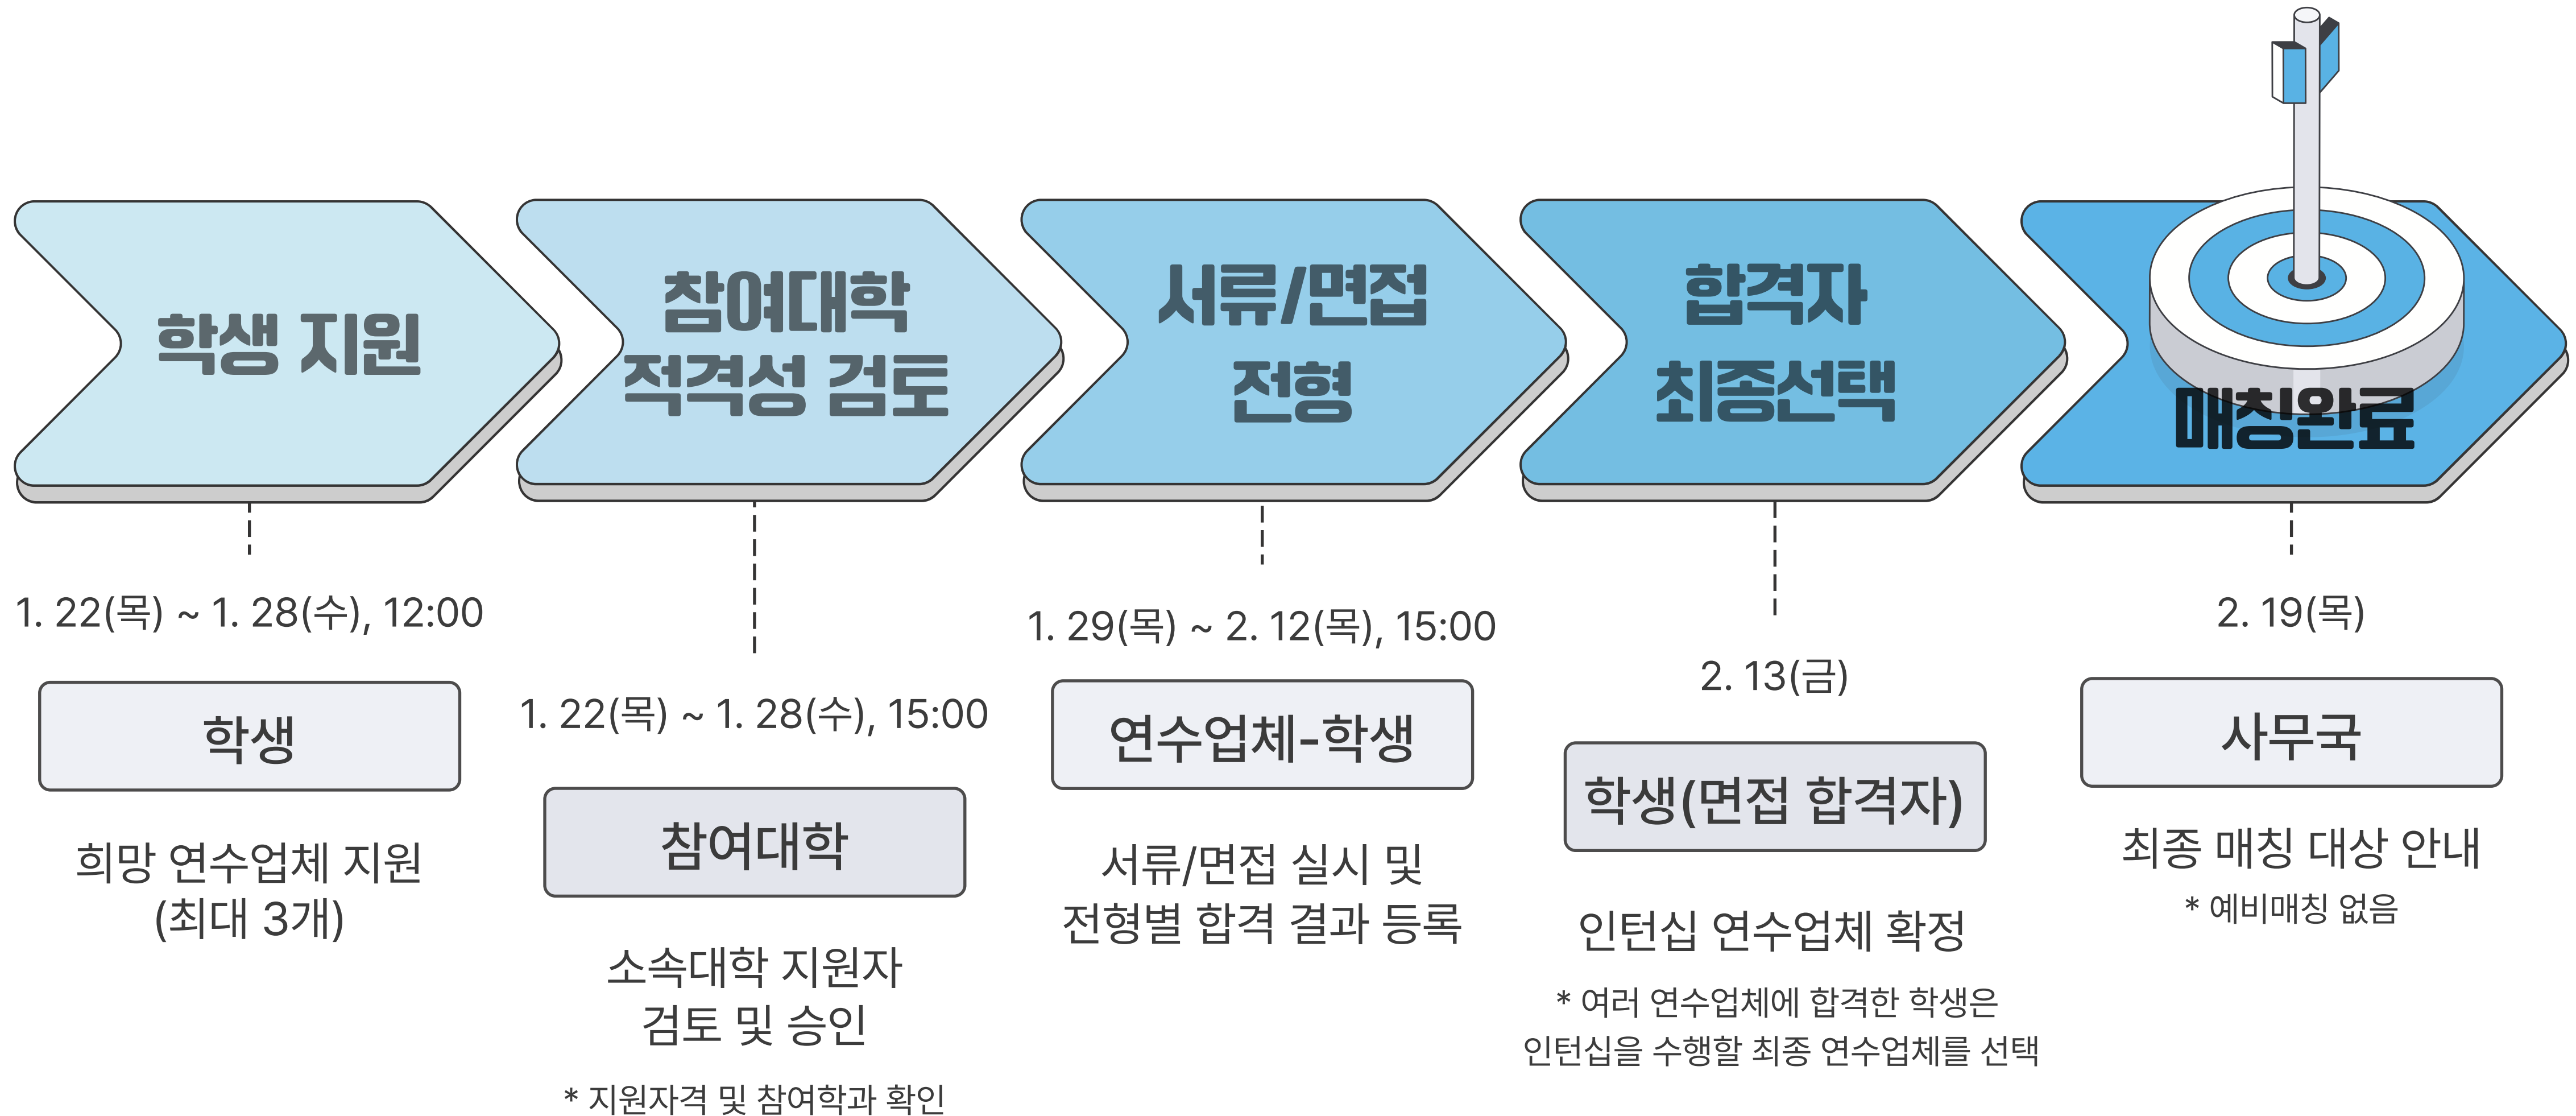 학생 지원
1. 22(목) ~ 1. 28(수), 12:00
학생
희망 연수업체 지원
(최대 3개)
참여대학
적격성 검토
1. 22(목) ~ 1. 28(수), 15:00
참여대학
소속대학 지원자
검토 및 승인
* 지원자격 및 참여학과 확인
서류/면접
전형
1. 29(목) ~ 2. 12(목), 15:00
연수업체-학생
서류/면접 실시 및
전형별 합격 결과 등록
합격자
최종선택
2. 13(금)
학생(면접 합격자)
인턴십 연수업체 확정
* 여러 연수업체에 합격한 학생은
인턴십을 수행할 최종 연수업체를 선택
매칭완료
2. 19(목)
사무국
최종 매칭 대상 안내
* 예비매칭 없음